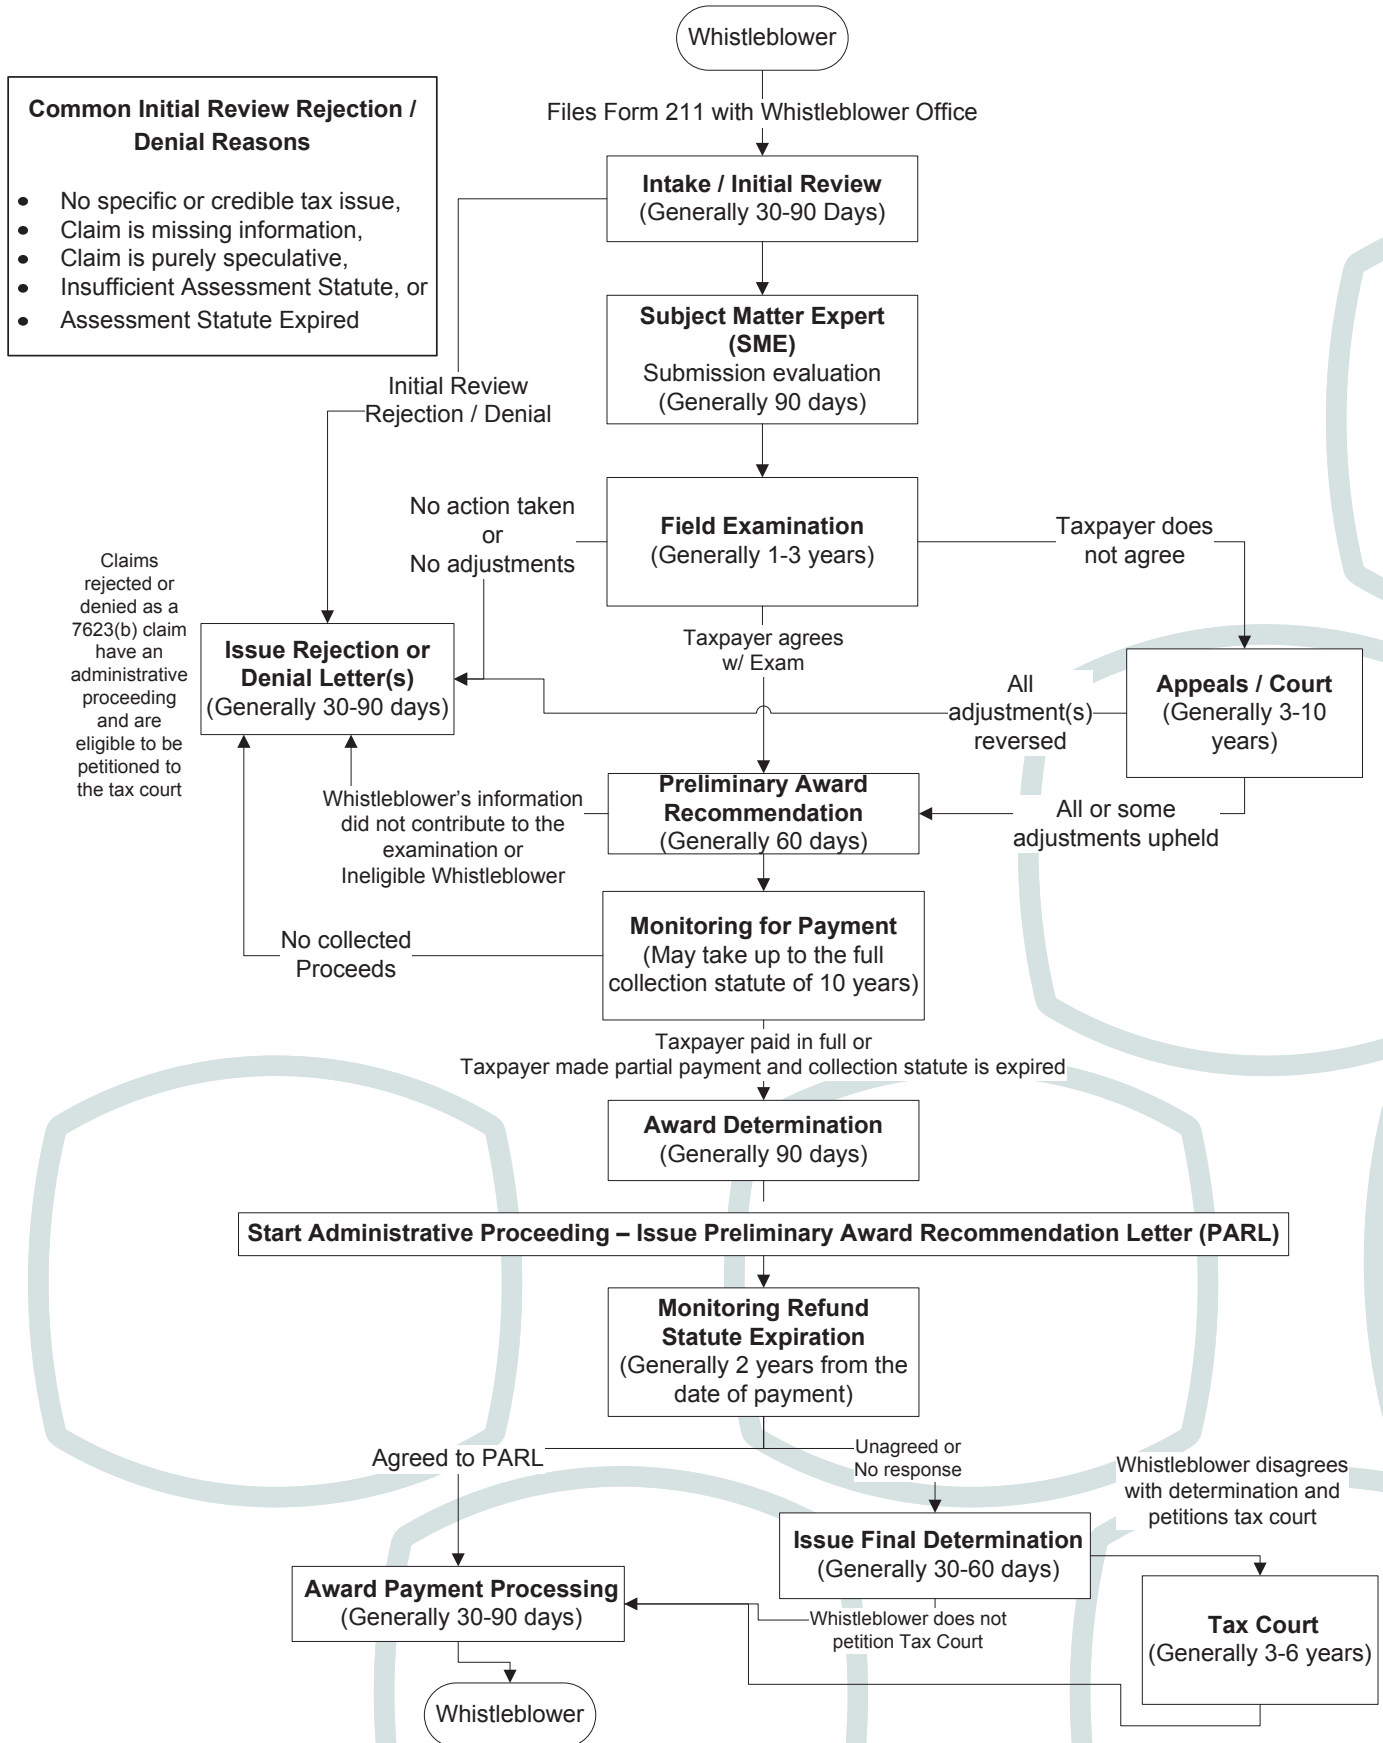 Whistleblower
Files Form 211 with Whistleblower Office
Common Initial Review Rejection /
Denial Reasons
• No specific or credible tax issue,
• Claim is missing information,
• Claim is purely speculative,
• Insufficient Assessment Statute, or
• Assessment Statute Expired
Intake / Initial Review
(Generally 30-90 Days)
Subject Matter Expert
(SME)
Submission evaluation
(Generally 90 days)
Initial Review
Rejection / Denial
No action taken
or
No adjustments
Field Examination
(Generally 1-3 years)
Taxpayer does
not agree
Claims
rejected or
denied as a
7623(b) claim
have an
administrative
proceeding
and are
eligible to be
petitioned to
the tax court
Issue Rejection or
Denial Letter(s)
(Generally 30-90 days)
Taxpayer agrees
w/ Exam
All
adjustment(s)
reversed
Appeals / Court
(Generally 3-10
years)
Whistleblower's information
did not contribute to the
examination or
Ineligible Whistleblower
Preliminary Award
Recommendation
(Generally 60 days)
All or some
adjustments upheld
No collected
Proceeds
Monitoring for Payment
(May take up to the full
collection statute of 10 years)
Taxpayer paid in full or
Taxpayer made partial payment and collection statute is expired
Award Determination
(Generally 90 days)
Start Administrative Proceeding – Issue Preliminary Award Recommendation Letter (PARL)
Monitoring Refund
Statute Expiration
(Generally 2 years from the
date of payment)
Agreed to PARL
Unagreed or
No response
Whistleblower disagrees
with determination and
petitions tax court
Issue Final Determination
(Generally 30-60 days)
Award Payment Processing
(Generally 30-90 days)
Whistleblower does not
petition Tax Court
Tax Court
(Generally 3-6 years)
Whistleblower